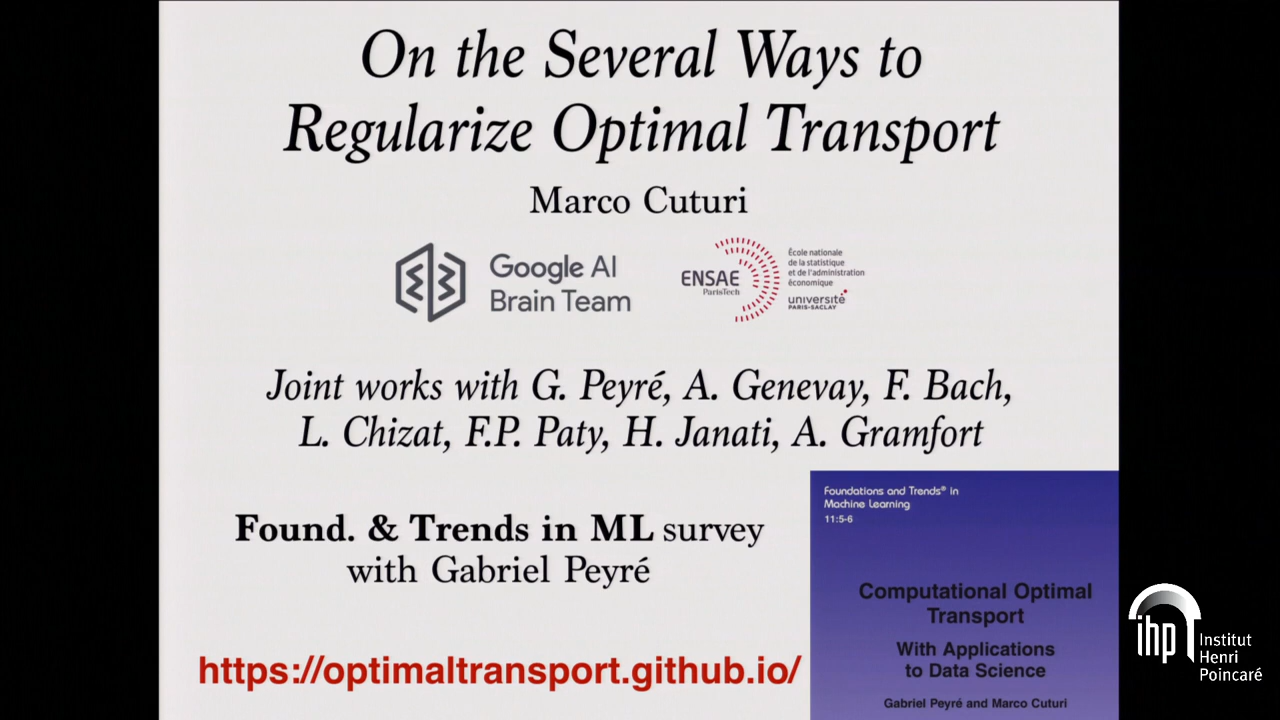 On the Several Ways to
Regularize Optimal Transport
Marco Cuturi
Google AI
Brain Team
ENSAE
ParisTech
École nationale
de la statistique
et de l'administration
économique
université
PARIS-SACLAY
Joint works with G. Peyré, A. Genevay, F. Bach,
L. Chizat, F.P. Paty, H. Janati, A. Gramfort
Found. & Trends in ML survey
with Gabriel Peyré
https://optimaltransport.github.io/
Foundations and Trends® in
Machine Learning
11:5-6
Computational Optimal
Transport
With Applications
to Data Science
Gabriel Peyré and Marco Cuturi
ihp
Institut
Henri
Poincaré